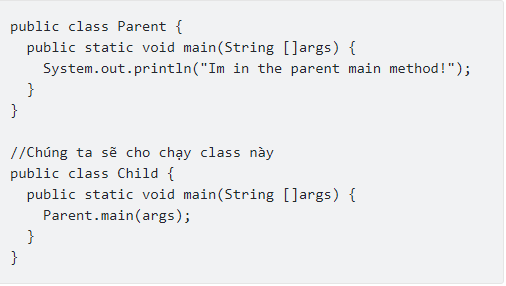 public class Parent {
  public static void main(String []args) {
    System.out.println("Im in the parent main method!");
  }
}

//Chúng ta sẽ cho chạy class này
public class Child {
  public static void main(String []args) {
    Parent.main(args);
  }
}